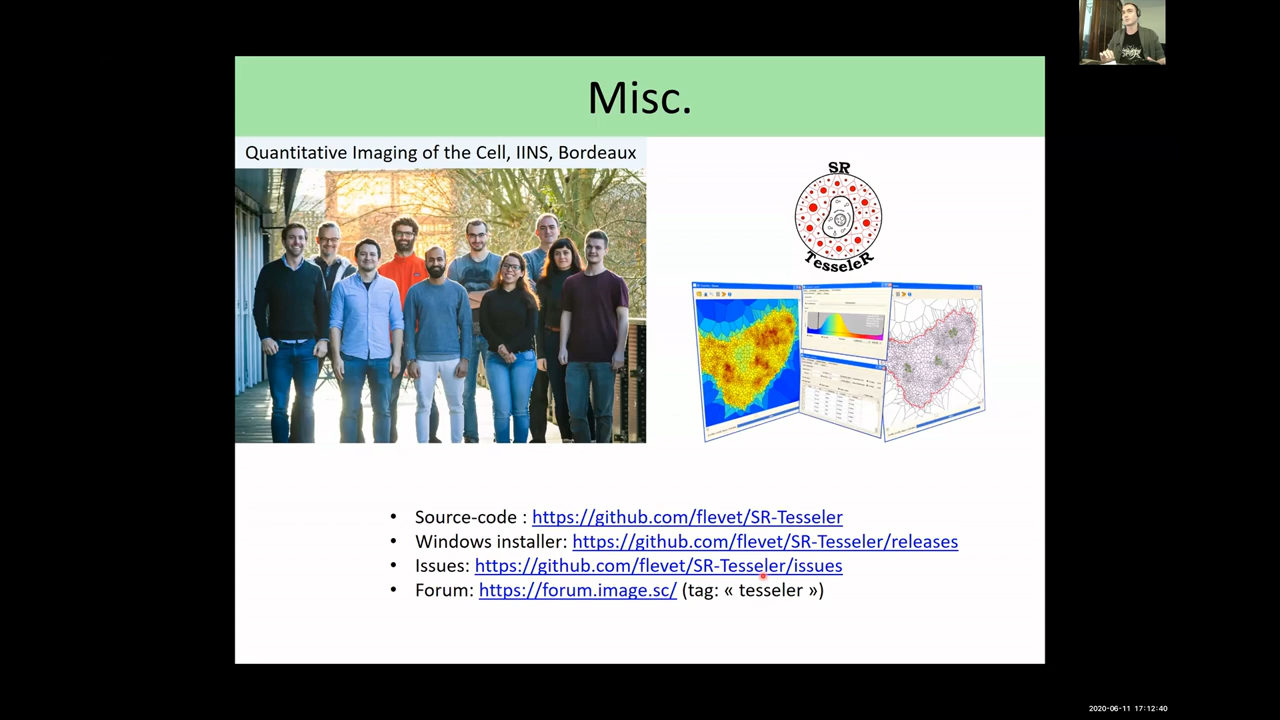 Misc.
Quantitative Imaging of the Cell, IINS, Bordeaux
SR
TesseleR
• Source-code : https://github.com/flevet/SR-Tesseler
• Windows installer: https://github.com/flevet/SR-Tesseler/releases
• Issues: https://github.com/flevet/SR-Tesseler/issues
• Forum: https://forum.image.sc/ (tag: « tesseler »)
2020-06-11 17:12:40